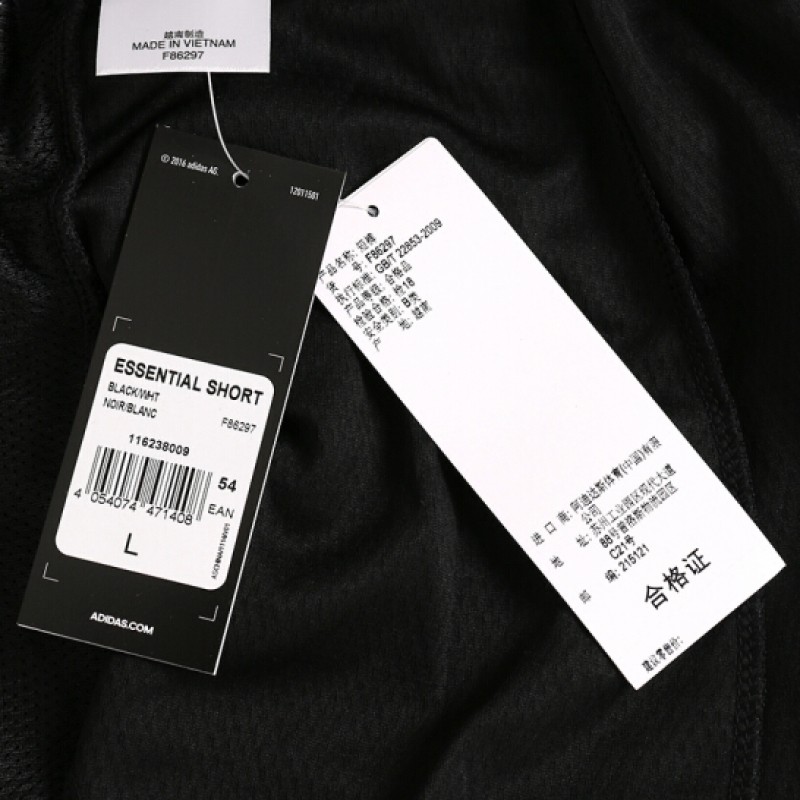 越南制造
MADE IN VIETNAM
F86297
© 2016 adidas AG.
12011501
ESSENTIAL SHORT
BLACK/WHT
NOIR/BLANC
F86297
116238009
54
4 054074 471408
EAN
L
ADIDAS.COM
产品名称: 短裤
货 号: F86297
执行标准: GB/T 22853-2009
产品等级: 合格品
检验合格: 检18
安全类别: B类
产 地: 越南
进 口 商: 阿迪达斯体育(中国)有限
公司
地 址: 苏州工业园区现代大道
88号普洛斯物流园区
C21号
邮 编: 215121
合格证
建议零售价: